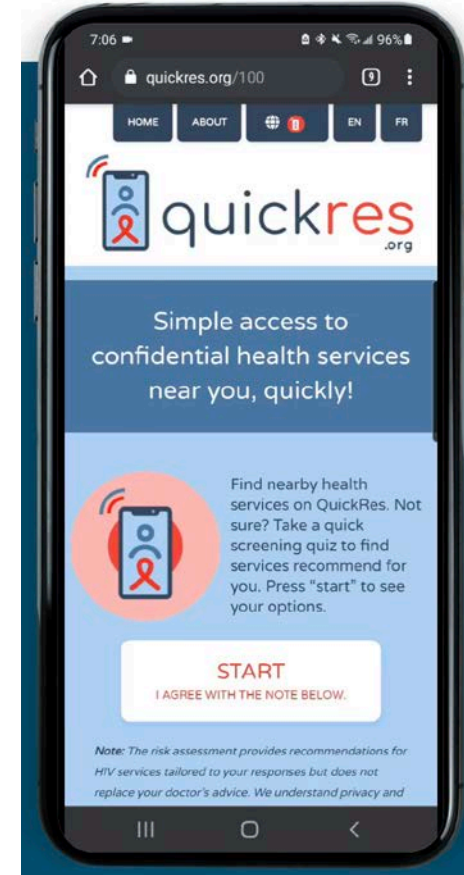 7:06 96%
quickres.org/100 9
HOME ABOUT EN FR
quickres
.org
Simple access to
confidential health services
near you, quickly!
Find nearby health
services on QuickRes. Not
sure? Take a quick
screening quiz to find
services recommend for
you. Press “start” to see
your options.
START
I AGREE WITH THE NOTE BELOW.
Note: The risk assessment provides recommendations for
HIV services tailored to your responses but does not
replace your doctor's advice. We understand privacy and